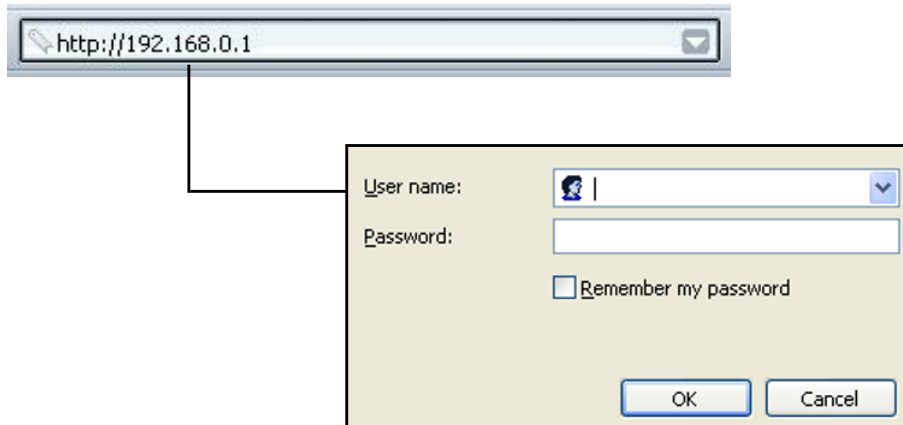 http://192.168.0.1
User name:
Password:
Remember my password
OK Cancel